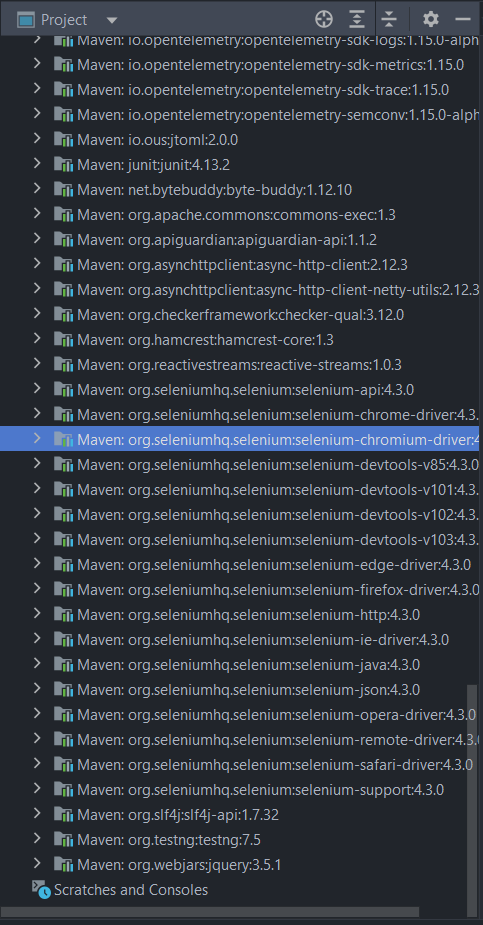 Project
Maven: io.opentelemetry:opentelemetry-sdk-logs:1.15.0-alph
Maven: io.opentelemetry:opentelemetry-sdk-metrics:1.15.0
Maven: io.opentelemetry:opentelemetry-sdk-trace:1.15.0
Maven: io.opentelemetry:opentelemetry-semconv:1.15.0-alph
Maven: io.ous:jtoml:2.0.0
Maven: junit:junit:4.13.2
Maven: net.bytebuddy:byte-buddy:1.12.10
Maven: org.apache.commons:commons-exec:1.3
Maven: org.apiguardian:apiguardian-api:1.1.2
Maven: org.asynchttpclient:async-http-client:2.12.3
Maven: org.asynchttpclient:async-http-client-netty-utils:2.12.3
Maven: org.checkerframework:checker-qual:3.12.0
Maven: org.hamcrest:hamcrest-core:1.3
Maven: org.reactivestreams:reactive-streams:1.0.3
Maven: org.seleniumhq.selenium:selenium-api:4.3.0
Maven: org.seleniumhq.selenium:selenium-chrome-driver:4.3.
Maven: org.seleniumhq.selenium:selenium-chromium-driver:4
Maven: org.seleniumhq.selenium:selenium-devtools-v85:4.3.0
Maven: org.seleniumhq.selenium:selenium-devtools-v101:4.3.
Maven: org.seleniumhq.selenium:selenium-devtools-v102:4.3.
Maven: org.seleniumhq.selenium:selenium-devtools-v103:4.3.
Maven: org.seleniumhq.selenium:selenium-edge-driver:4.3.0
Maven: org.seleniumhq.selenium:selenium-firefox-driver:4.3.0
Maven: org.seleniumhq.selenium:selenium-http:4.3.0
Maven: org.seleniumhq.selenium:selenium-ie-driver:4.3.0
Maven: org.seleniumhq.selenium:selenium-java:4.3.0
Maven: org.seleniumhq.selenium:selenium-json:4.3.0
Maven: org.seleniumhq.selenium:selenium-opera-driver:4.3.0
Maven: org.seleniumhq.selenium:selenium-remote-driver:4.3.
Maven: org.seleniumhq.selenium:selenium-safari-driver:4.3.0
Maven: org.seleniumhq.selenium:selenium-support:4.3.0
Maven: org.slf4j:slf4j-api:1.7.32
Maven: org.testng:testng:7.5
Maven: org.webjars:jquery:3.5.1
Scratches and Consoles